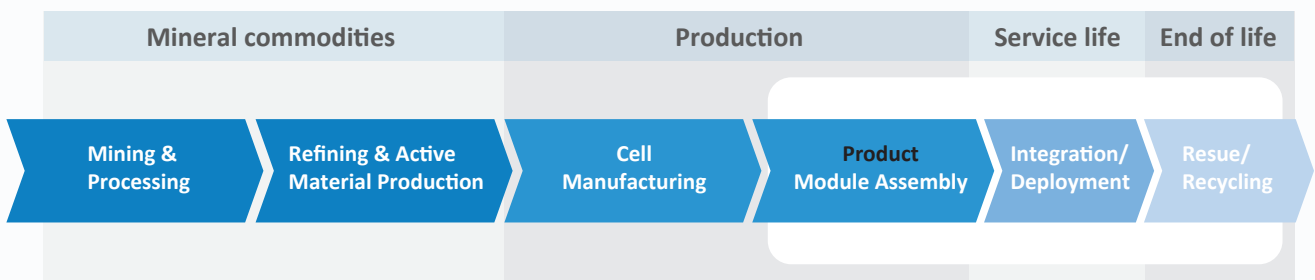 Mineral commodities
Production
Service life
End of life
Mining &
Processing
Refining & Active
Material Production
Cell
Manufacturing
Product
Module Assembly
Integration/
Deployment
Resue/
Recycling